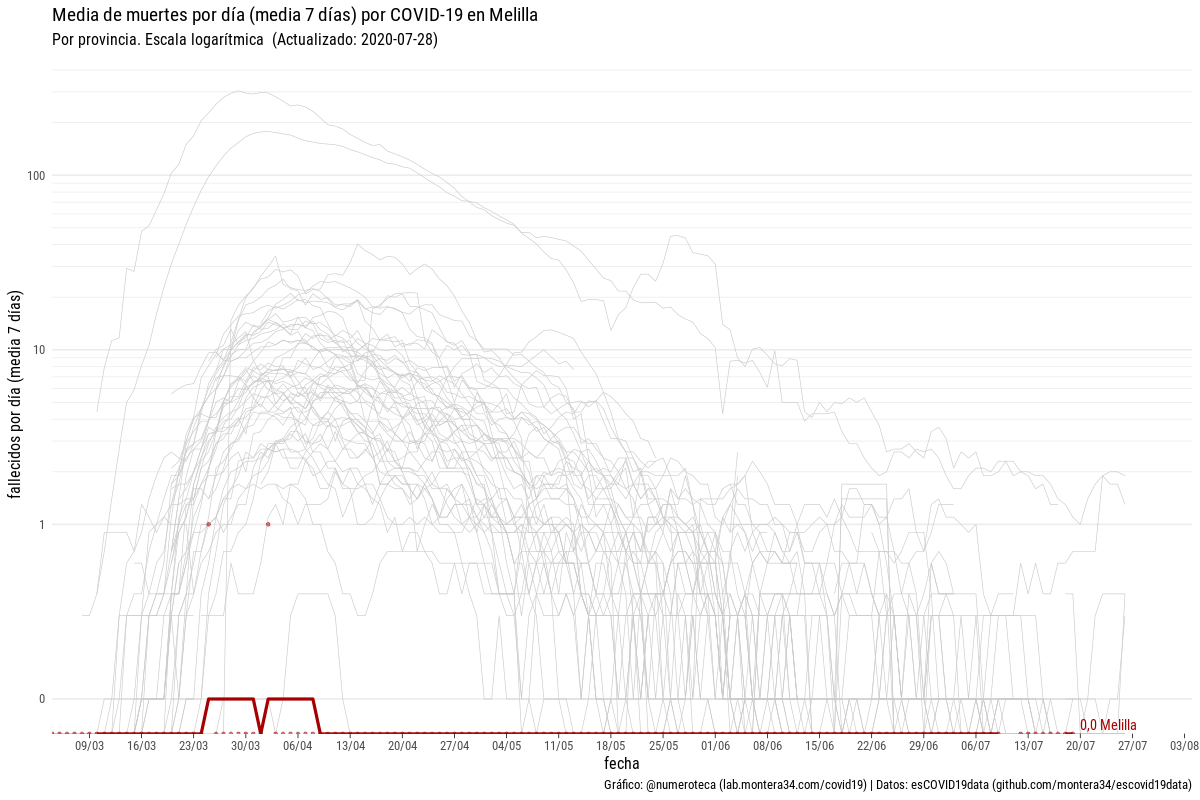 Media de muertes por día (media 7 días) por COVID-19 en Melilla
Por provincia. Escala logarítmica  (Actualizado: 2020-07-28)
fallecidos por día (media  7 días)
100
10
1
0
0,0 Melilla
09/03 16/03 23/03 30/03 06/04 13/04 20/04 27/04 04/05 11/05 18/05 25/05 01/06 08/06 15/06 22/06 29/06 06/07 13/07 20/07 27/07 03/08
fecha
Gráfico: @numeroteca (lab.montera34.com/covid19) | Datos: esCOVID19data (github.com/montera34/escovid19data)